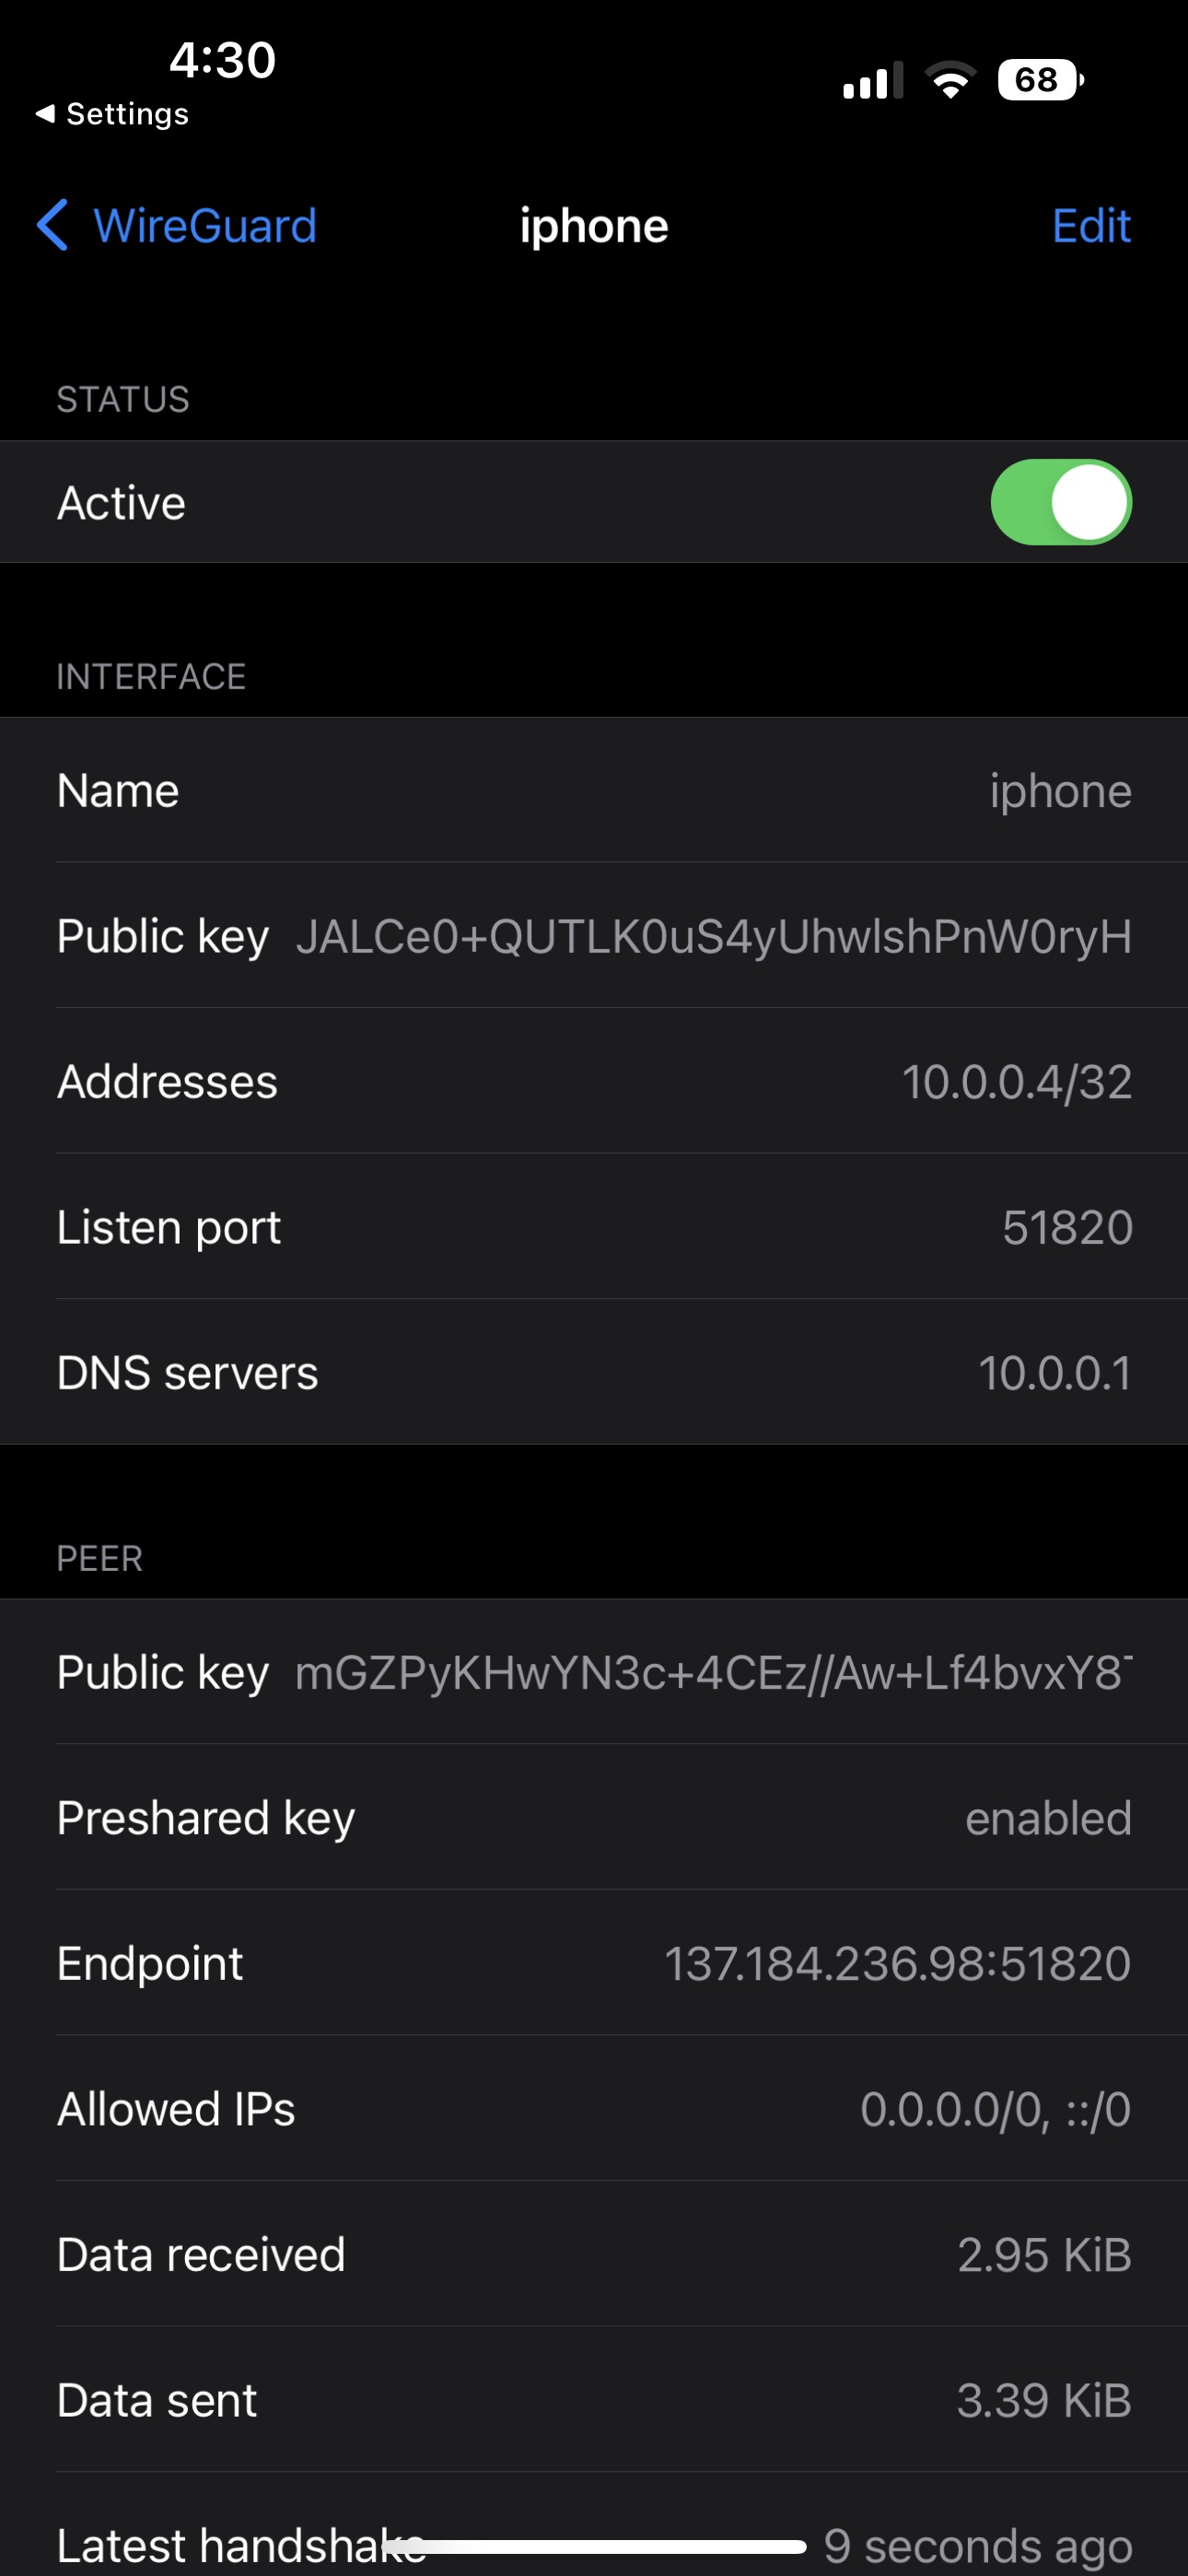 4:30
68
Settings
WireGuard iphone Edit
STATUS
Active
INTERFACE
Name iphone
Public key JALCe0+QUTLK0uS4yUhwlshPnW0ryH
Addresses 10.0.0.4/32
Listen port 51820
DNS servers 10.0.0.1
PEER
Public key mGZPyKHwYN3c+4CEz//Aw+Lf4bvxY8
Preshared key enabled
Endpoint 137.184.236.98:51820
Allowed IPs 0.0.0.0/0, ::/0
Data received 2.95 KiB
Data sent 3.39 KiB
Latest handshake 9 seconds ago